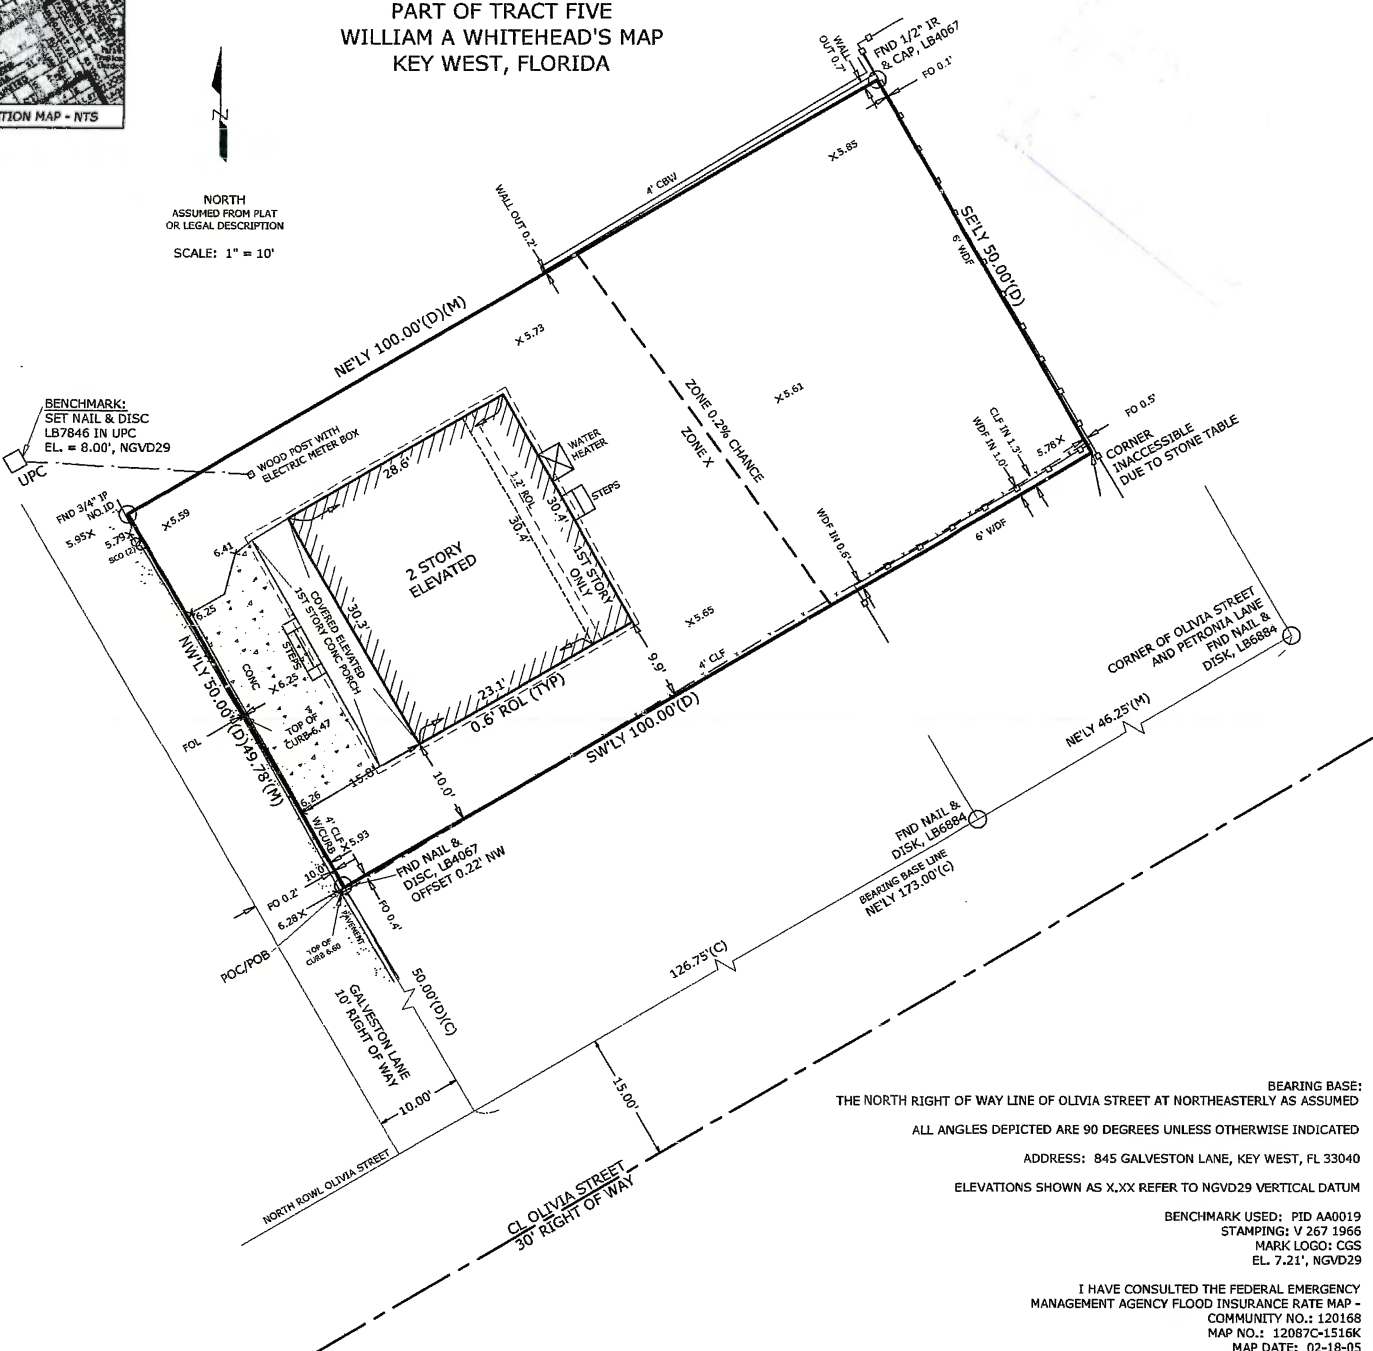 PART OF TRACT FIVE
WILLIAM A WHITEHEAD'S MAP
KEY WEST, FLORIDA
TION MAP - NTS
N
NORTH
ASSUMED FROM PLAT
OR LEGAL DESCRIPTION
SCALE: 1" = 10'
WALL
OUT 0.7'
FND 1/2" IR
& CAP, LB4067
FO 0.1'
X5.85
4' CBW
WALL OUT 0.2'
SE'LY 50.00'(D)
6' WDF
NE'LY 100.00'(D)(M)
X5.73
ZONE 0.2% CHANCE
ZONE X
X5.61
BENCHMARK:
SET NAIL & DISC
LB7846 IN UPC
EL. = 8.00', NGVD29
UPC
WOOD POST WITH
ELECTRIC METER BOX
WATER
HEATER
STEPS
28.6'
1.2' ROL
30.4'
30.4'
1ST STORY
ONLY
2 STORY
ELEVATED
CLF IN 1.3'
WDF IN 1.0'
5.78X
FO 0.5'
CORNER
INACCESSIBLE
DUE TO STONE TABLE
6' WDF
WDF IN 0.6'
FND 3/4" IP
NO. ID
5.95X
5.79X
SCO (2)
X5.59
6.41
6.25
COVERED ELEVATED
1ST STORY CONC PORCH
30.3'
STEPS
CONC
X6.25
TOP OF
CURB 6.47
NW'LY 50.00'(D)49.78'(M)
FOL
X5.65
9.9'
4' CLF
23.1'
0.6' ROL (TYP)
SW'LY 100.00'(D)
15.8'
10.0'
6.26
4' CLF
W/CURB
X5.93
10.0'
FO 0.2'
6.28X
FND NAIL &
DISC, LB4067
OFFSET 0.22' NW
FO 0.4'
PAVEMENT
TOP OF
CURB 6.60
POC/POB
50.00'(D)(C)
GALVESTON LANE
10' RIGHT OF WAY
10.00'
NORTH ROWL OLIVIA STREET
CORNER OF OLIVIA STREET
AND PETRONIA LANE
FND NAIL &
DISK, LB6884
NE'LY 46.25'(M)
FND NAIL &
DISK, LB6884
BEARING BASE LINE
NE'LY 173.00'(C)
126.75'(C)
15.00'
CL OLIVIA STREET
30' RIGHT OF WAY
BEARING BASE:
THE NORTH RIGHT OF WAY LINE OF OLIVIA STREET AT NORTHEASTERLY AS ASSUMED
ALL ANGLES DEPICTED ARE 90 DEGREES UNLESS OTHERWISE INDICATED
ADDRESS: 845 GALVESTON LANE, KEY WEST, FL 33040
ELEVATIONS SHOWN AS X.XX REFER TO NGVD29 VERTICAL DATUM
BENCHMARK USED: PID AA0019
STAMPING: V 267 1966
MARK LOGO: CGS
EL. 7.21', NGVD29
I HAVE CONSULTED THE FEDERAL EMERGENCY
MANAGEMENT AGENCY FLOOD INSURANCE RATE MAP -
COMMUNITY NO.: 120168
MAP NO.: 12087C-1516K
MAP DATE: 02-18-05